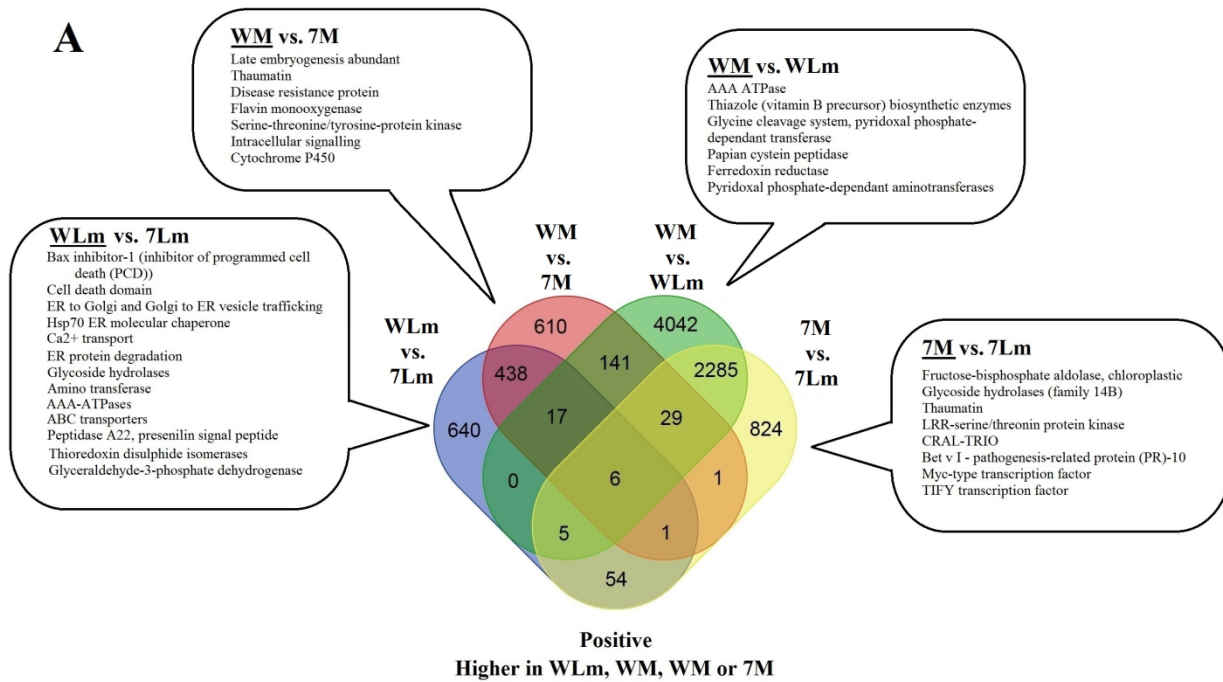 A
WM vs. 7M
Late embryogenesis abundant
Thaumatin
Disease resistance protein
Flavin monooxygenase
Serine-threonine/tyrosine-protein kinase
Intracellular signalling
Cytochrome P450
WM vs. WLm
AAA ATPase
Thiazole (vitamin B precursor) biosynthetic enzymes
Glycine cleavage system, pyridoxal phosphate-
dependant transferase
Papian cystein peptidase
Ferredoxin reductase
Pyridoxal phosphate-dependant aminotransferases
WLm vs. 7Lm
Bax inhibitor-1 (inhibitor of programmed cell
death (PCD))
Cell death domain
ER to Golgi and Golgi to ER vesicle trafficking
Hsp70 ER molecular chaperone
Ca2+ transport
ER protein degradation
Glycoside hydrolases
Amino transferase
AAA-ATPases
ABC transporters
Peptidase A22, presenilin signal peptide
Thioredoxin disulphide isomerases
Glyceraldehyde-3-phosphate dehydrogenase
7M vs. 7Lm
Fructose-bisphosphate aldolase, chloroplastic
Glycoside hydrolases (family 14B)
Thaumatin
LRR-serine/threonin protein kinase
CRAL-TRIO
Bet v I - pathogenesis-related protein (PR)-10
Myc-type transcription factor
TIFY transcription factor
WLm
vs.
7Lm
WM
vs.
7M
WM
vs.
WLm
7M
vs.
7Lm
610
4042
438
141
2285
640
17
29
824
0
6
1
5
1
54
Positive
Higher in WLm, WM, WM or 7M